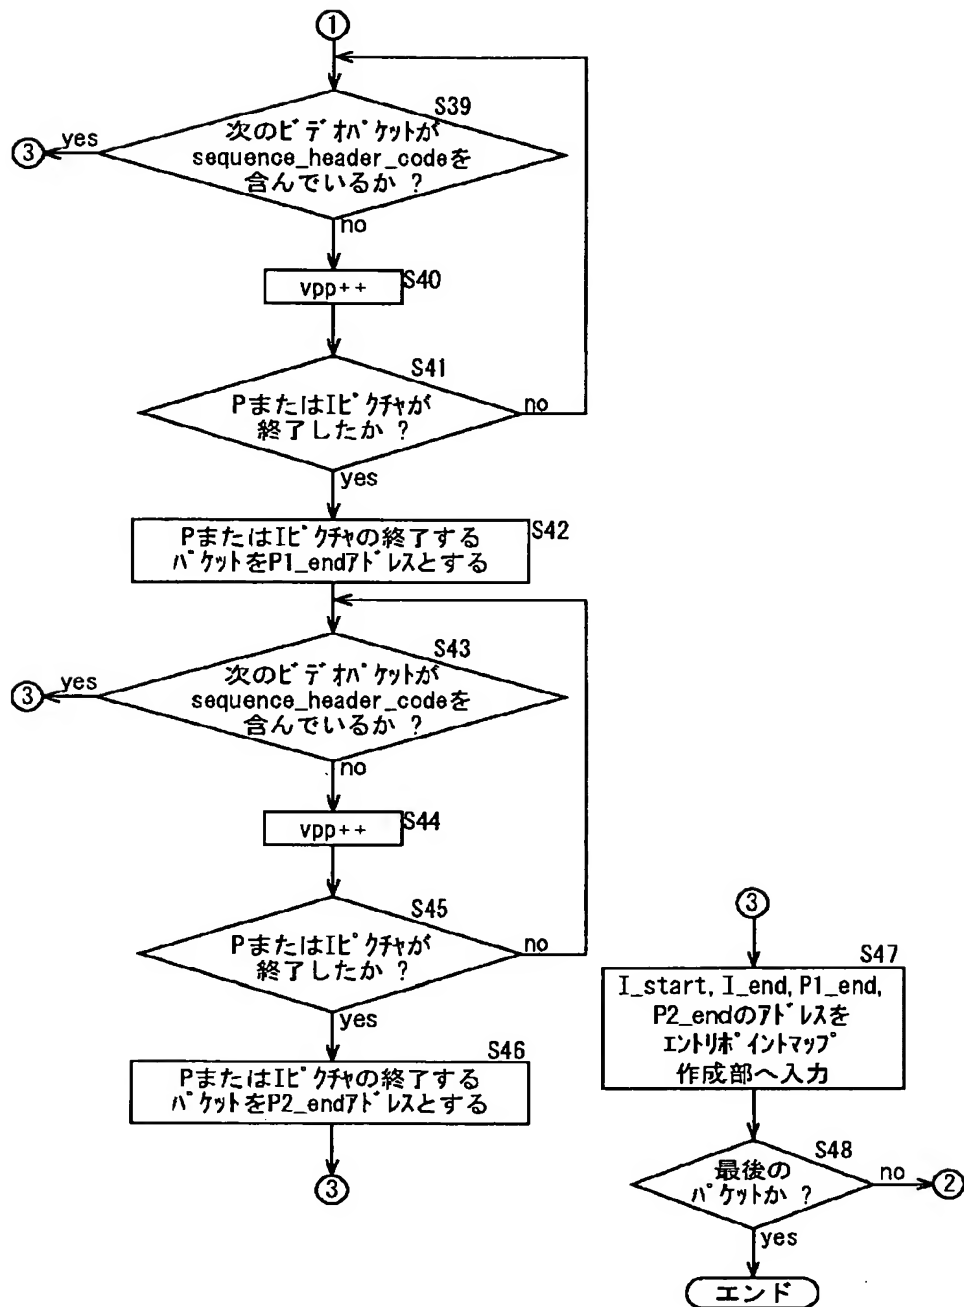 ①
S39
次のビデオパケットが
sequence_header_codeを
含んでいるか ?
yes
③
no
vpp++
S40
S41
PまたはIピクチャが
終了したか ?
no
yes
PまたはIピクチャの終了する
パケットをP1_endアドレスとする
S42
S43
次のビデオパケットが
sequence_header_codeを
含んでいるか ?
yes
③
no
vpp++
S44
S45
PまたはIピクチャが
終了したか ?
no
yes
S46
PまたはIピクチャの終了する
パケットをP2_endアドレスとする
③
③
S47
I_start, I_end, P1_end,
P2_endのアドレスを
エントリポイントマップ
作成部へ入力
S48
最後の
パケットか ?
no
②
yes
エンド